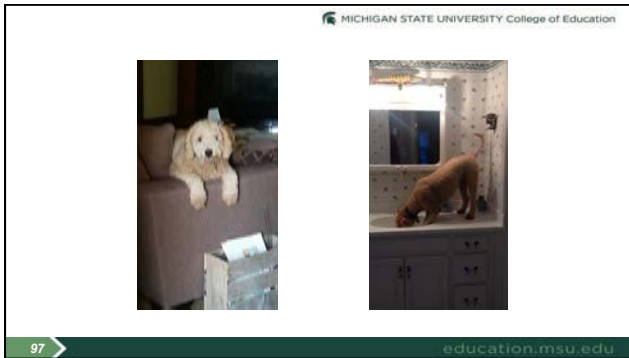 MICHIGAN STATE UNIVERSITY College of Education
97
education.msu.edu